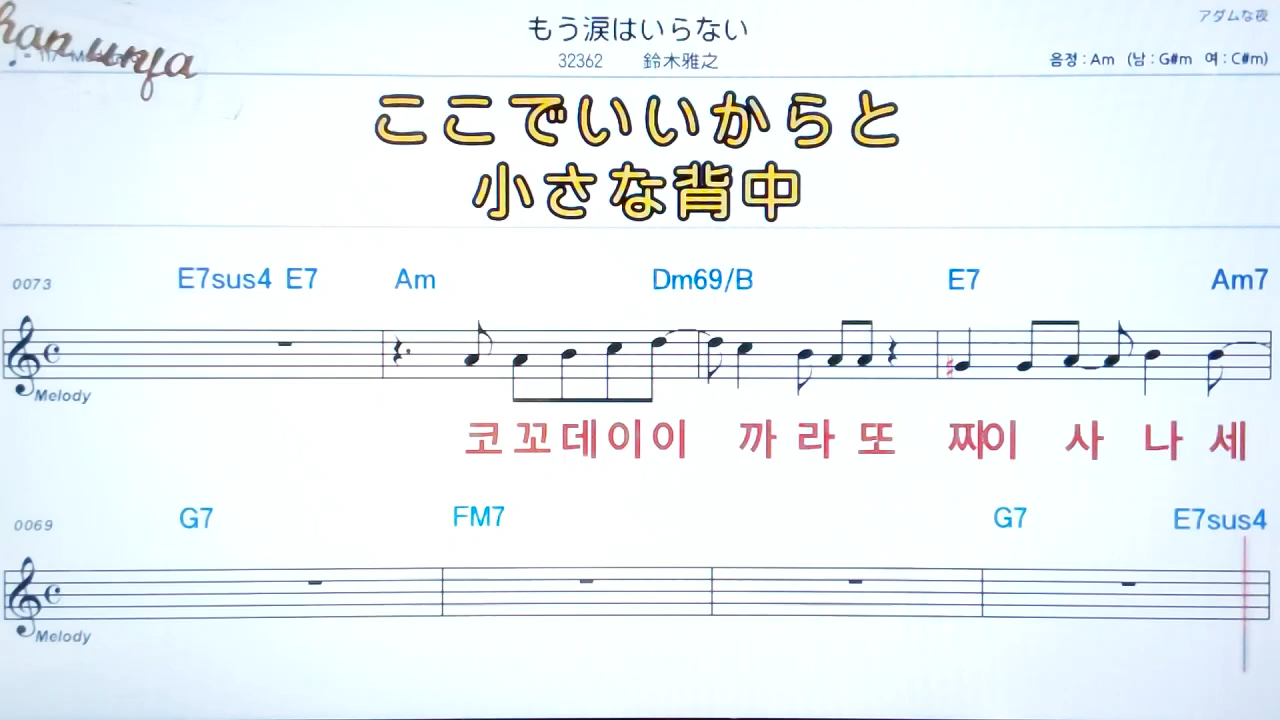 アダムな夜
もう涙はいらない
32362 鈴木雅之
음정 : Am (남 : G#m 여 : C#m)
hanunya
ここでいいからと
小さな背中
0073 E7sus4 E7 Am Dm69/B E7 Am7
Melody
코 꼬 데 이 이 까 라 또 짜이 사 나 세
0069 G7 FM7 G7 E7sus4
Melody